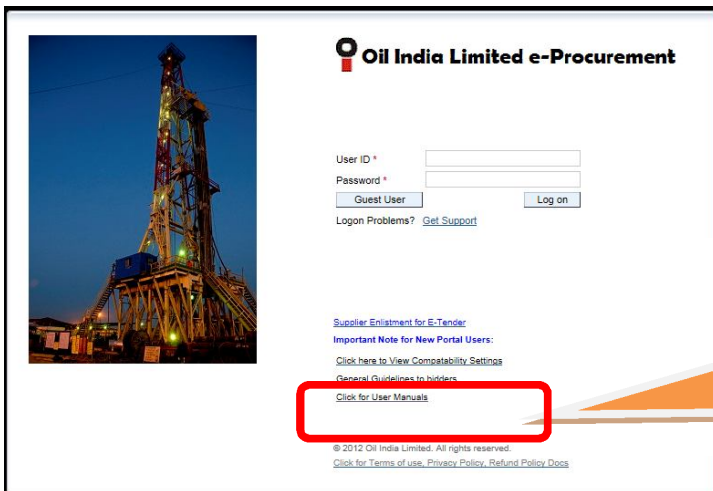 Oil India Limited e-Procurement
User ID *
Password *
Guest User Log on
Logon Problems? Get Support
Supplier Enlistment for E-Tender
Important Note for New Portal Users:
Click here to View Compatability Settings
General Guidelines to bidders
Click for User Manuals
© 2012 Oil India Limited. All rights reserved.
Click for Terms of use, Privacy Policy, Refund Policy Docs